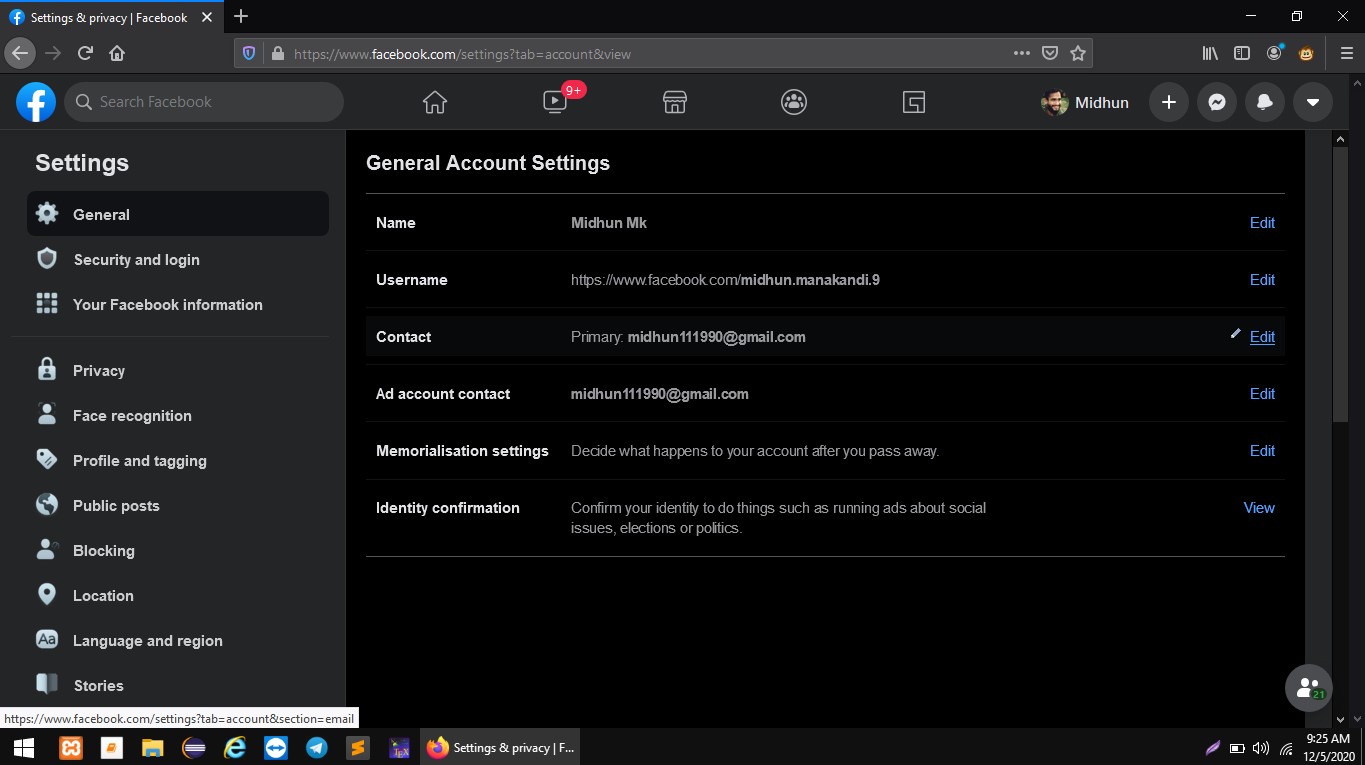 Settings & privacy | Facebook
https://www.facebook.com/settings?tab=account&view
Search Facebook
9+
Midhun
Settings
General
Security and login
Your Facebook information
Privacy
Face recognition
Profile and tagging
Public posts
Blocking
Location
Aa Language and region
Stories
General Account Settings
Name Midhun Mk Edit
Username https://www.facebook.com/midhun.manakandi.9 Edit
Contact Primary: midhun111990@gmail.com Edit
Ad account contact midhun111990@gmail.com Edit
Memorialisation settings Decide what happens to your account after you pass away. Edit
Identity confirmation Confirm your identity to do things such as running ads about social View
issues, elections or politics.
21
https://www.facebook.com/settings?tab=account&section=email
Settings & privacy | F...
9:25 AM
12/5/2020